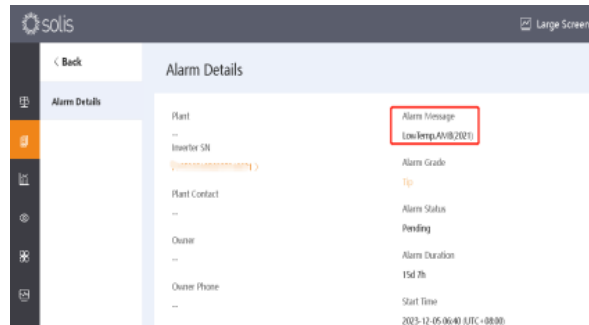 solis
Large Screen
< Back
Alarm Details
Alarm Details
Plant
--
Inverter SN
>
Plant Contact
--
Owner
--
Owner Phone
--
Alarm Message
LowTemp.AMB(2021)
Alarm Grade
Tip
Alarm Status
Pending
Alarm Duration
15d 7h
Start Time
2023-12-05 06:40 (UTC+08:00)